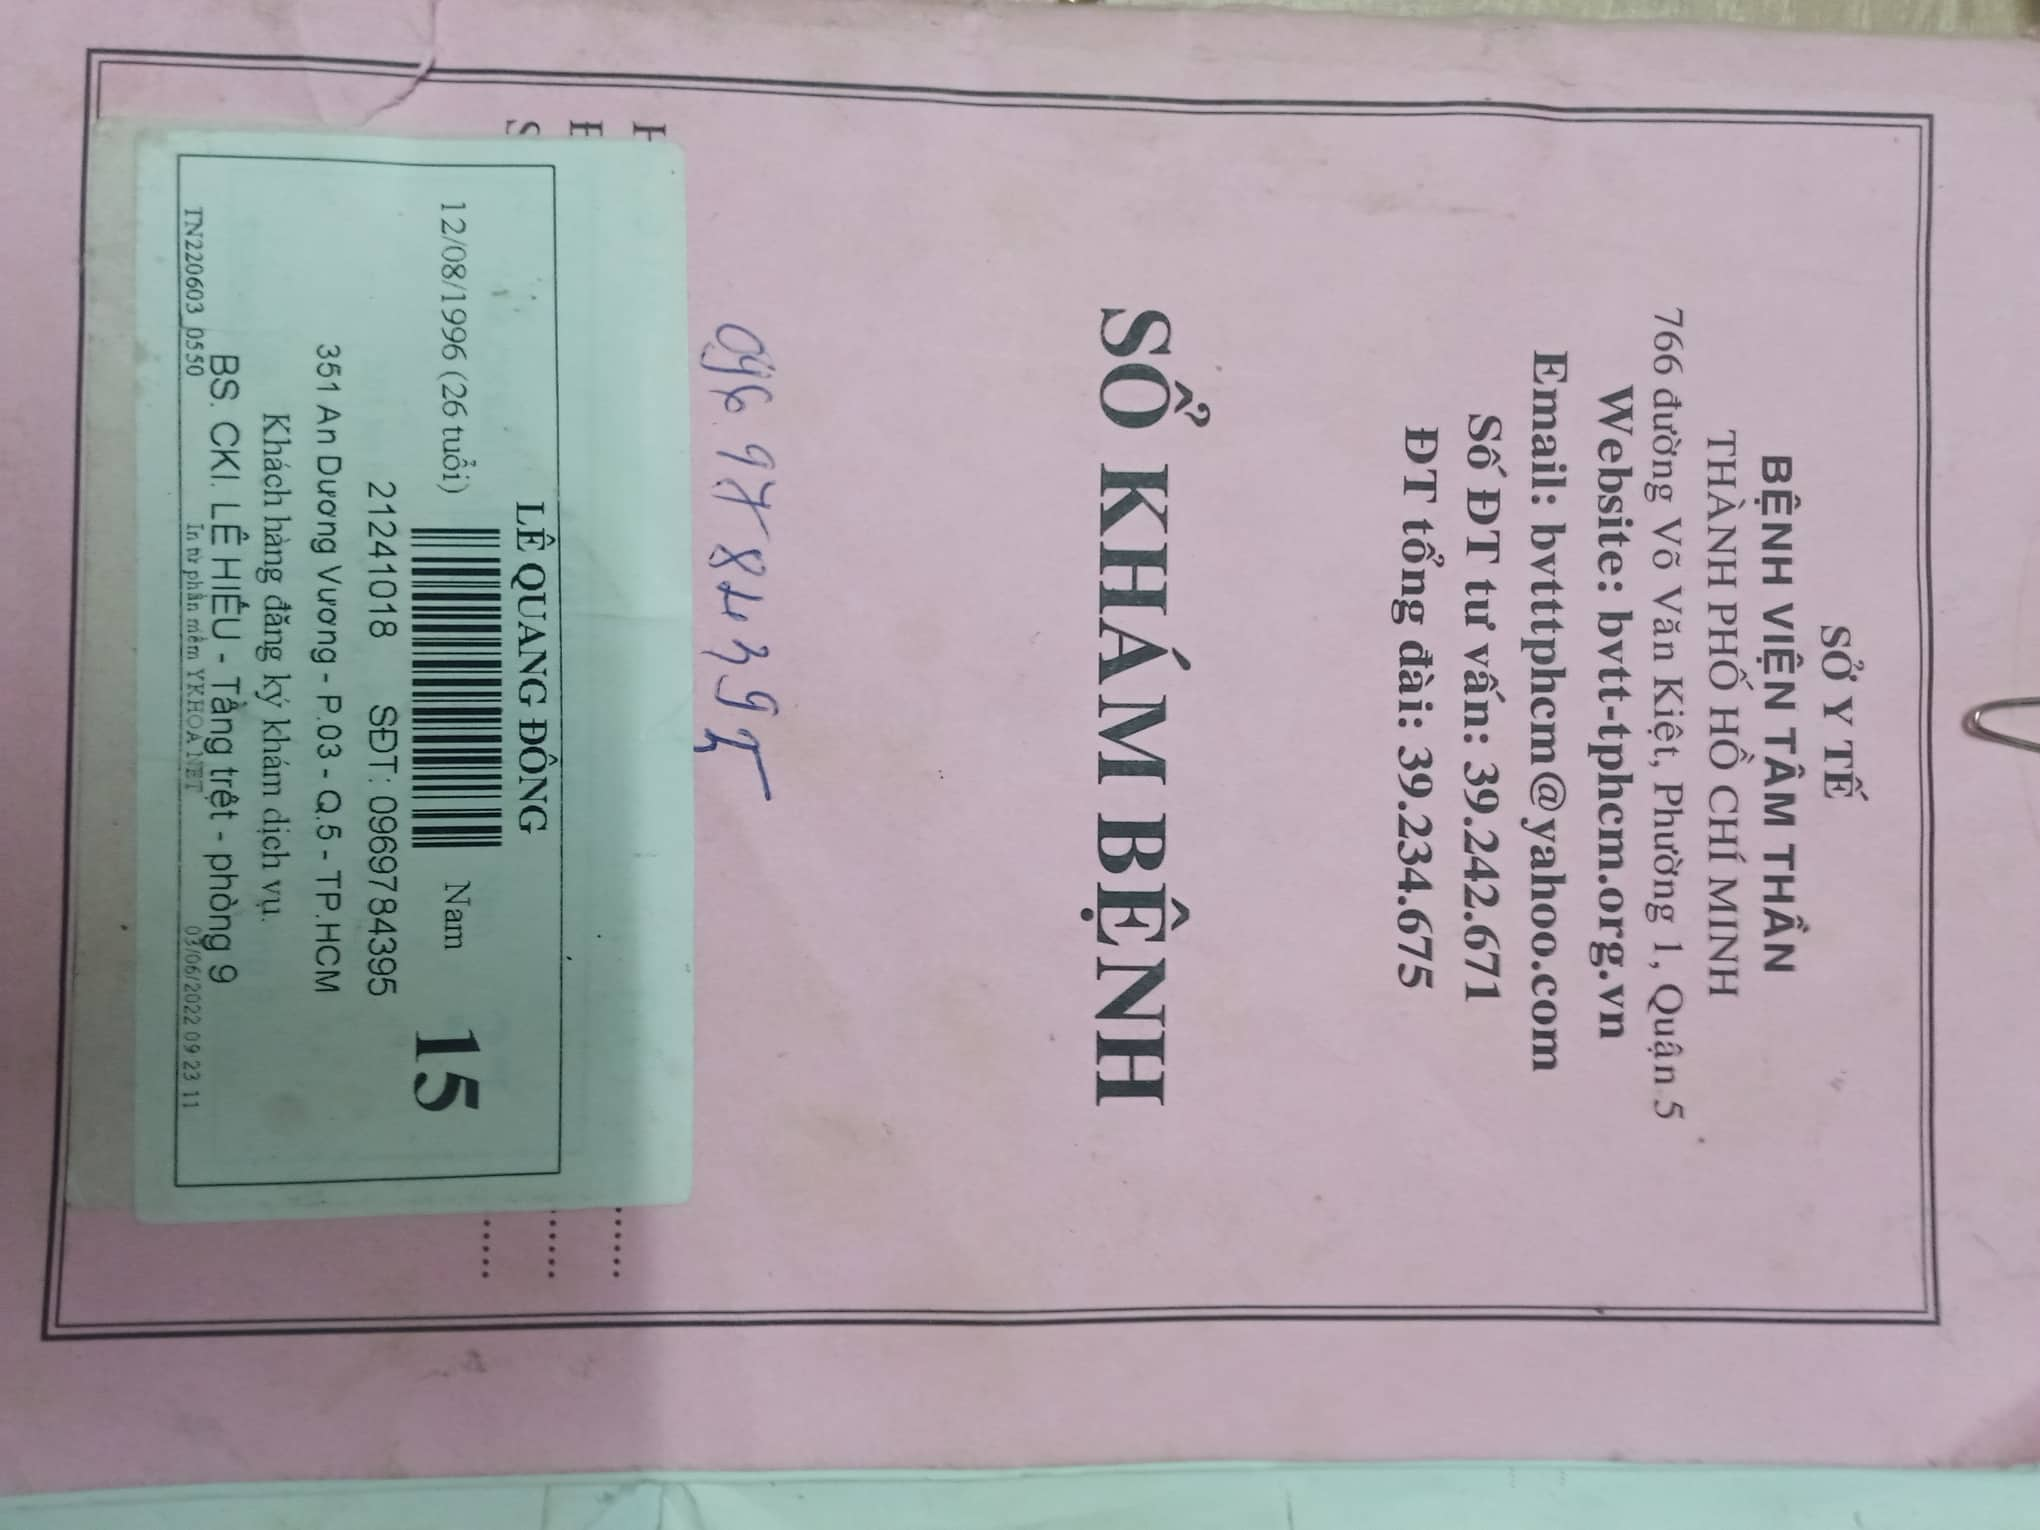 SỞ Y TẾ
BỆNH VIỆN TÂM THẦN
THÀNH PHỐ HỒ CHÍ MINH
766 đường Võ Văn Kiệt, Phường 1, Quận 5
Website: bvtt-tphcm.org.vn
Email: bvtttphcm@yahoo.com
Số ĐT tư vấn: 39.242.671
ĐT tổng đài: 39.234.675
SỔ KHÁM BỆNH
096 978 4395
LÊ QUANG ĐÔNG
12/08/1996 (26 tuổi) Nam 15
21241018 SĐT: 0969784395
351 An Dương Vương - P.03 - Q.5 - TP.HCM
Khách hàng đăng ký khám dịch vụ.
BS. CKI. LÊ HIẾU - Tầng trệt - phòng 9
TN220603_0550 In từ phần mềm YKHOA.NET 03/06/2022 09 23 11